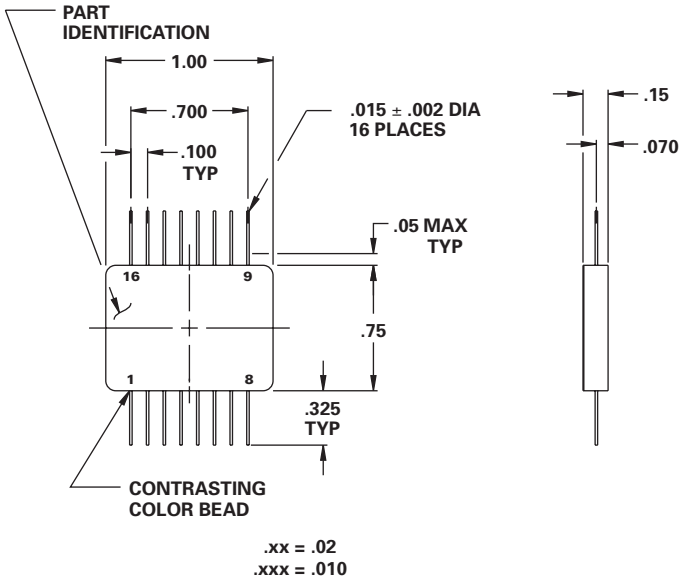 PART
IDENTIFICATION
1.00
.700
.015 ± .002 DIA
16 PLACES
.100
TYP
.15
.070
.05 MAX
TYP
16
9
.75
1
8
.325
TYP
CONTRASTING
COLOR BEAD
.xx = .02
.xxx = .010